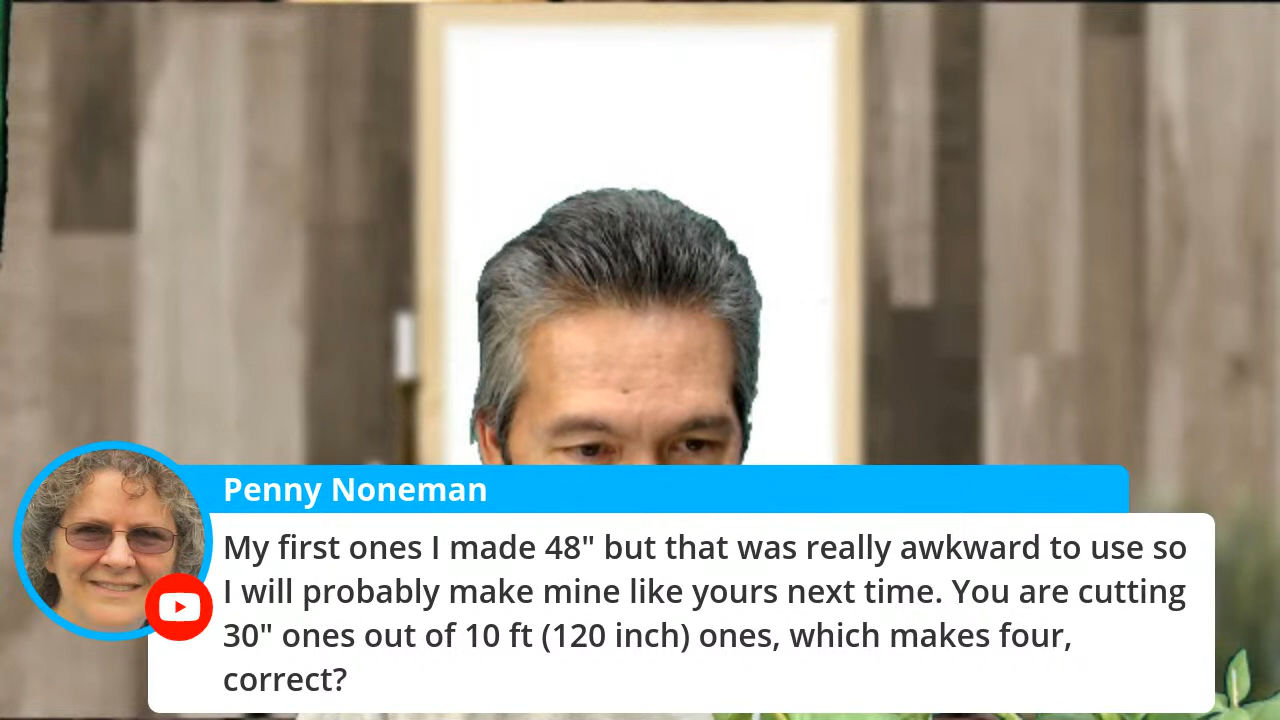 Penny Noneman
My first ones I made 48" but that was really awkward to use so
I will probably make mine like yours next time. You are cutting
30" ones out of 10 ft (120 inch) ones, which makes four,
correct?